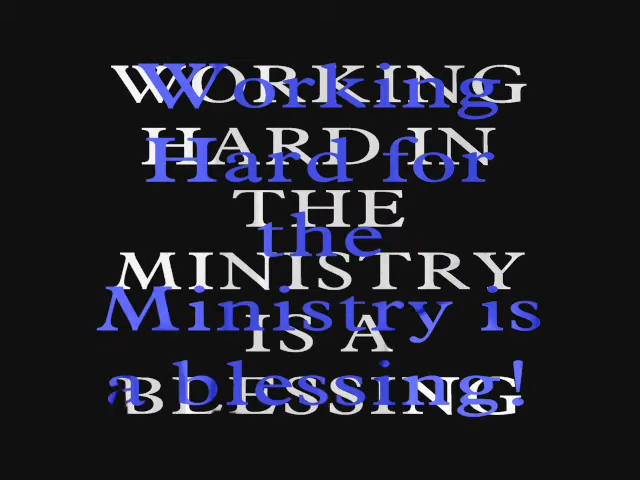 WORKING
HARD IN
THE
MINISTRY
IS A
BLESSING
Working
Hard for
the
Ministry is
a blessing!